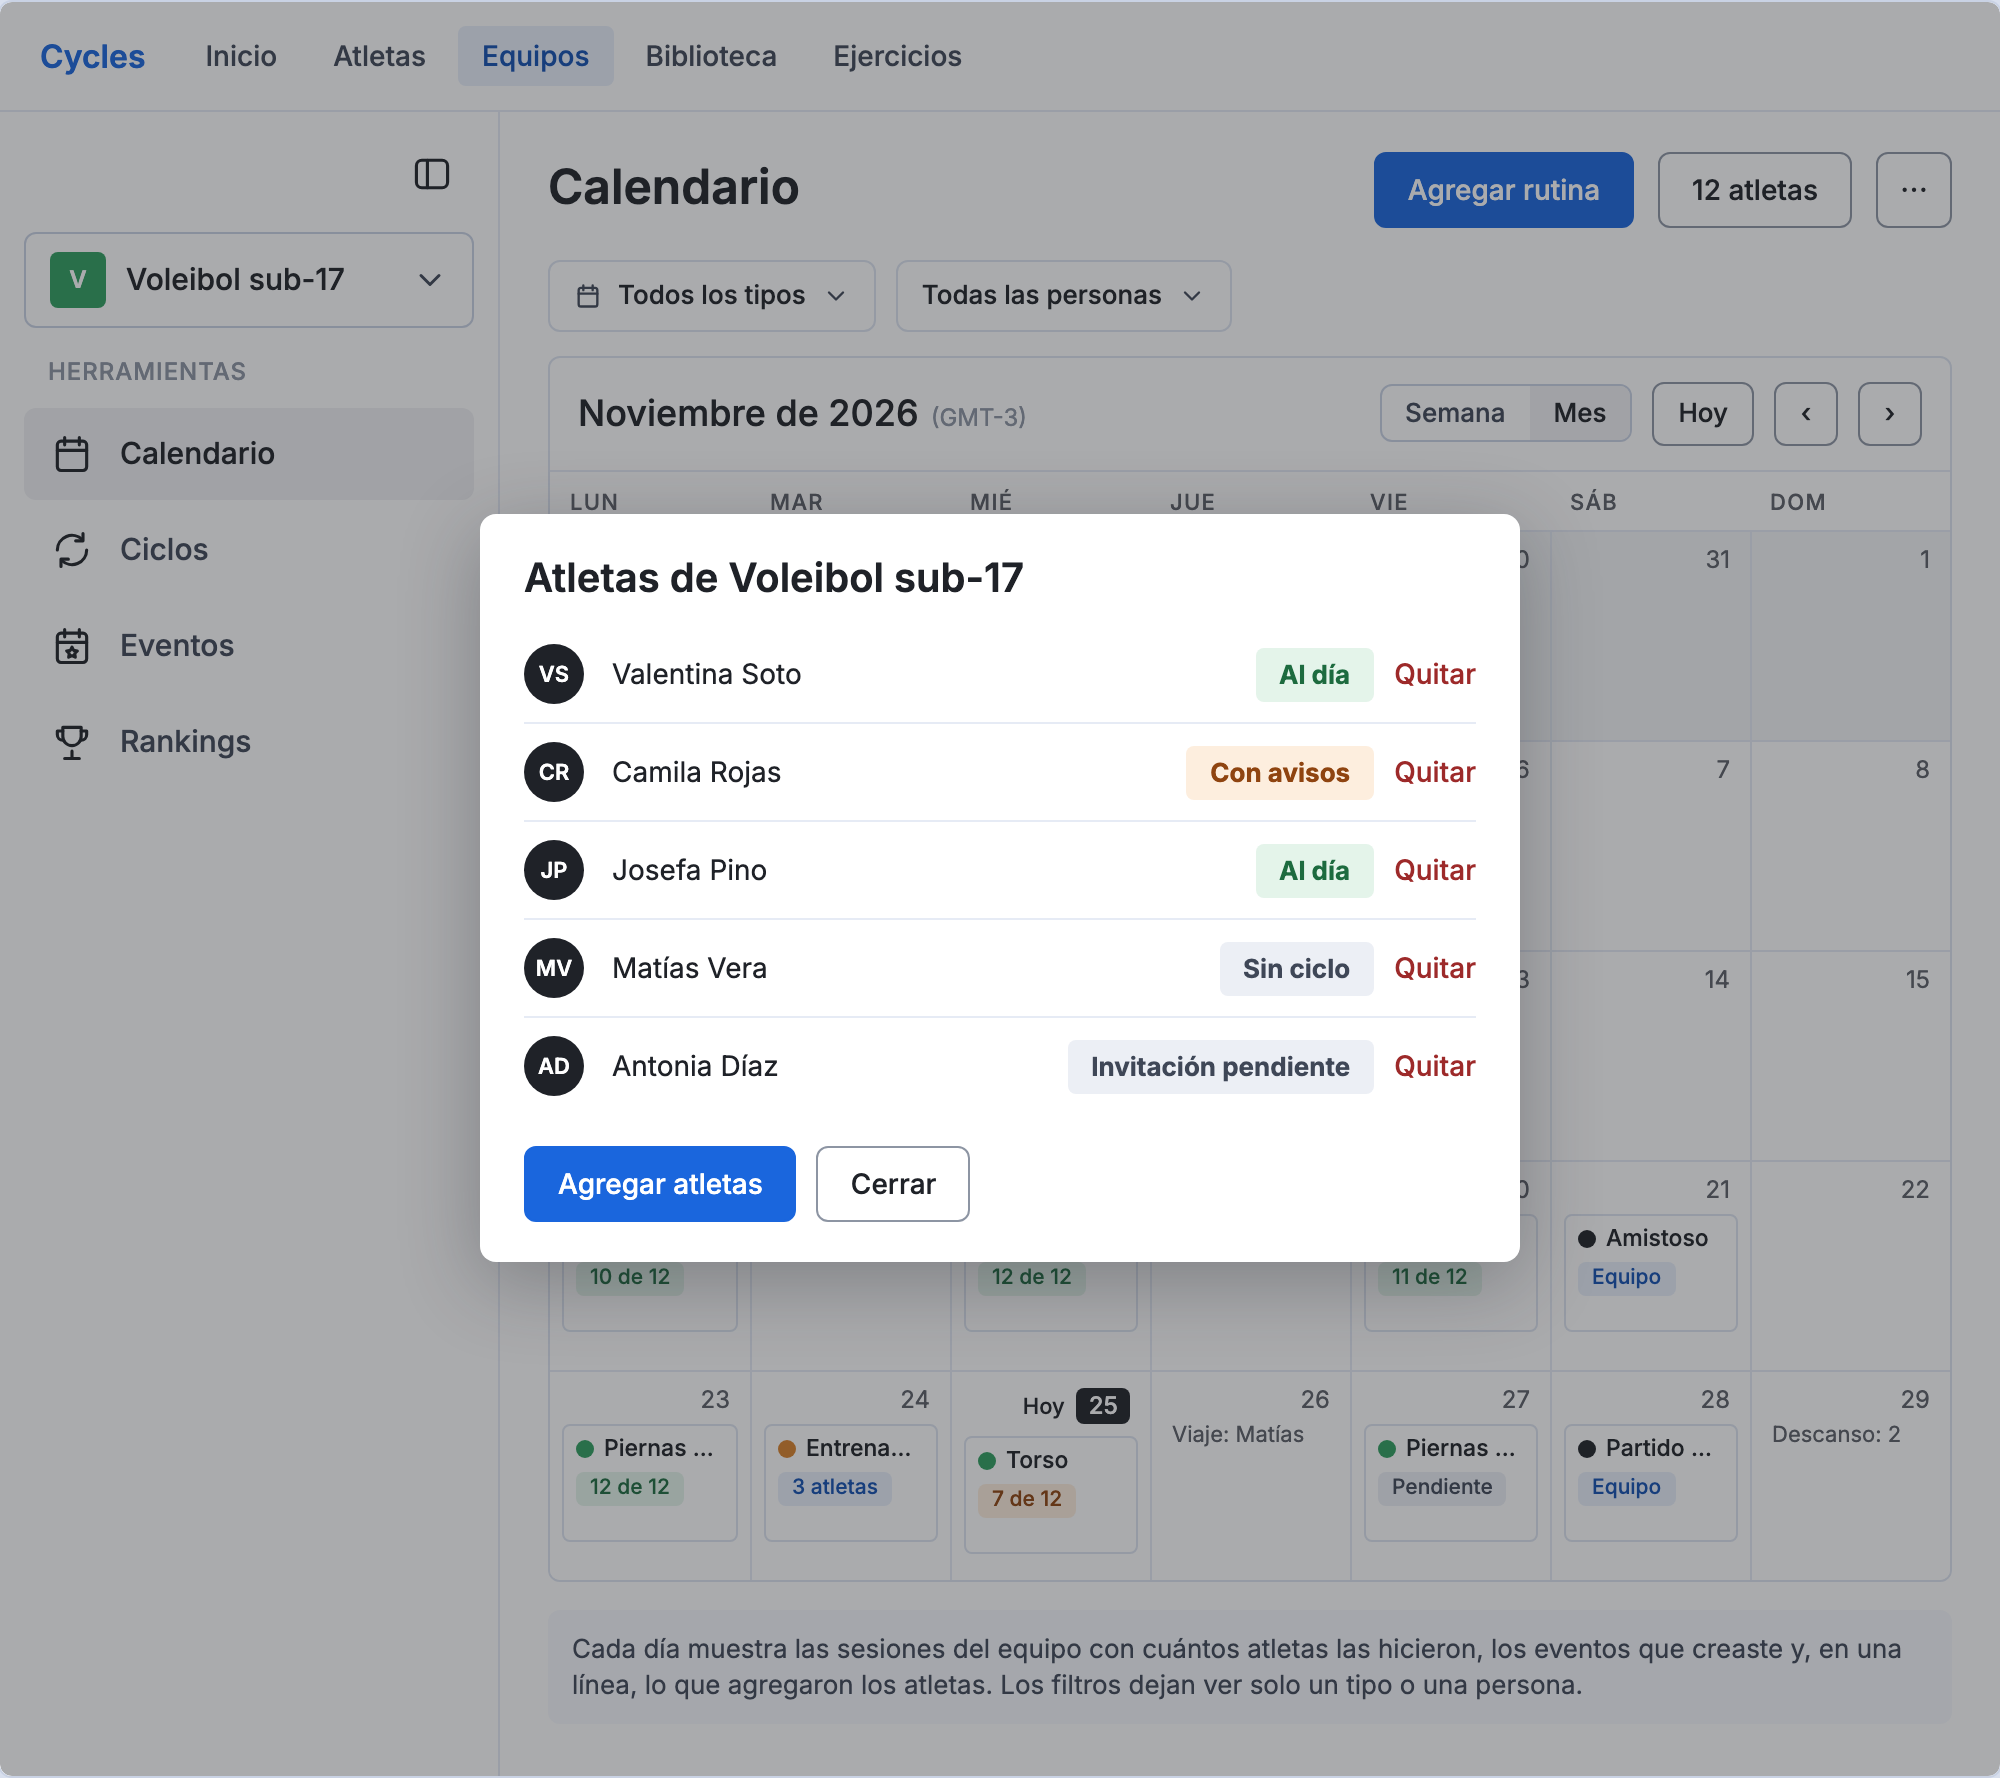 Cycles Inicio Atletas Equipos Biblioteca Ejercicios
Calendario
Agregar rutina 12 atletas ...
V Voleibol sub-17
Todos los tipos Todas las personas
HERRAMIENTAS
Calendario
Ciclos
Eventos
Rankings
Noviembre de 2026 (GMT-3)
Semana Mes Hoy ‹ ›
LUN MAR MIÉ JUE VIE SÁB DOM
31 1
7 8
14 15
21 22
Atletas de Voleibol sub-17
VS Valentina Soto Al día Quitar
CR Camila Rojas Con avisos Quitar
JP Josefa Pino Al día Quitar
MV Matías Vera Sin ciclo Quitar
AD Antonia Díaz Invitación pendiente Quitar
Agregar atletas Cerrar
Amistoso
10 de 12 12 de 12 11 de 12 Equipo
23 24 Hoy 25 26 27 28 29
Piernas ... Entrena... Torso Viaje: Matías Piernas ... Partido ... Descanso: 2
12 de 12 3 atletas 7 de 12 Pendiente Equipo
Cada día muestra las sesiones del equipo con cuántos atletas las hicieron, los eventos que creaste y, en una
línea, lo que agregaron los atletas. Los filtros dejan ver solo un tipo o una persona.